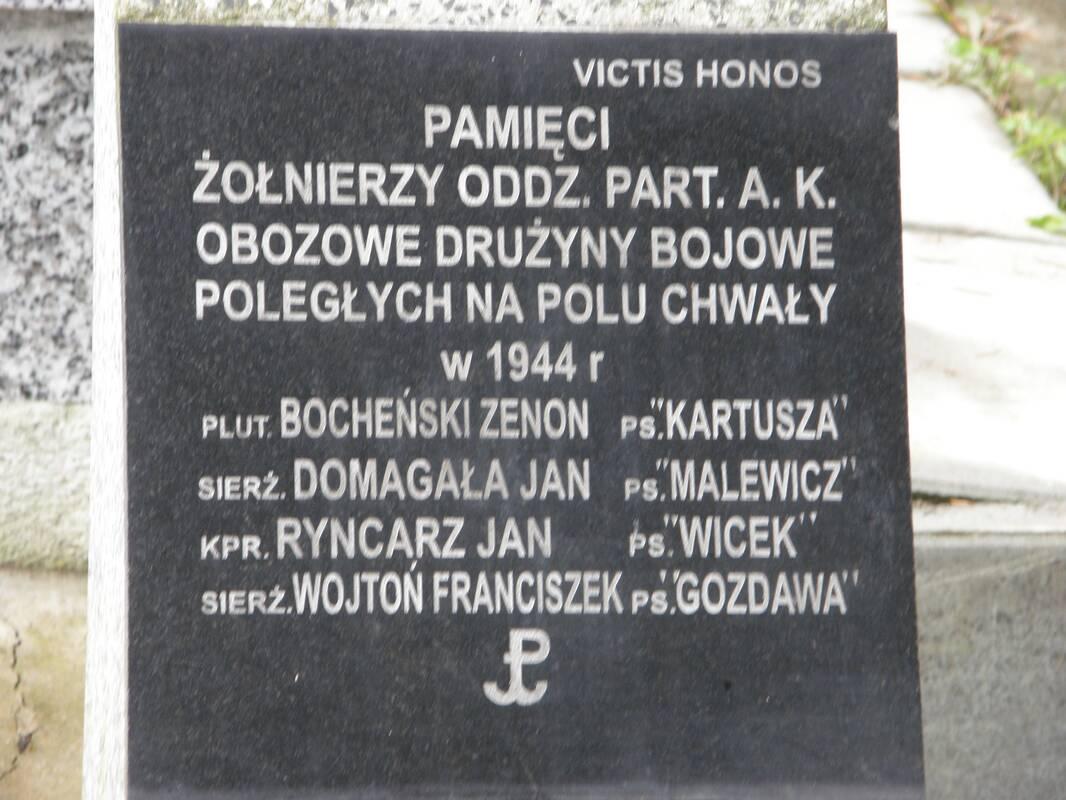 VICTIS HONOS
PAMIĘCI
ŻOŁNIERZY ODDZ. PART. A. K.
OBOZOWE DRUŻYNY BOJOWE
POLEGŁYCH NA POLU CHWAŁY
w 1944 r
PLUT. BOCHEŃSKI ZENON PS."KARTUSZA"
SIERŻ. DOMAGAŁA JAN PS."MALEWICZ"
KPR. RYNCARZ JAN PS."WICEK"
SIERŻ. WOJTOŃ FRANCISZEK PS."GOZDAWA"